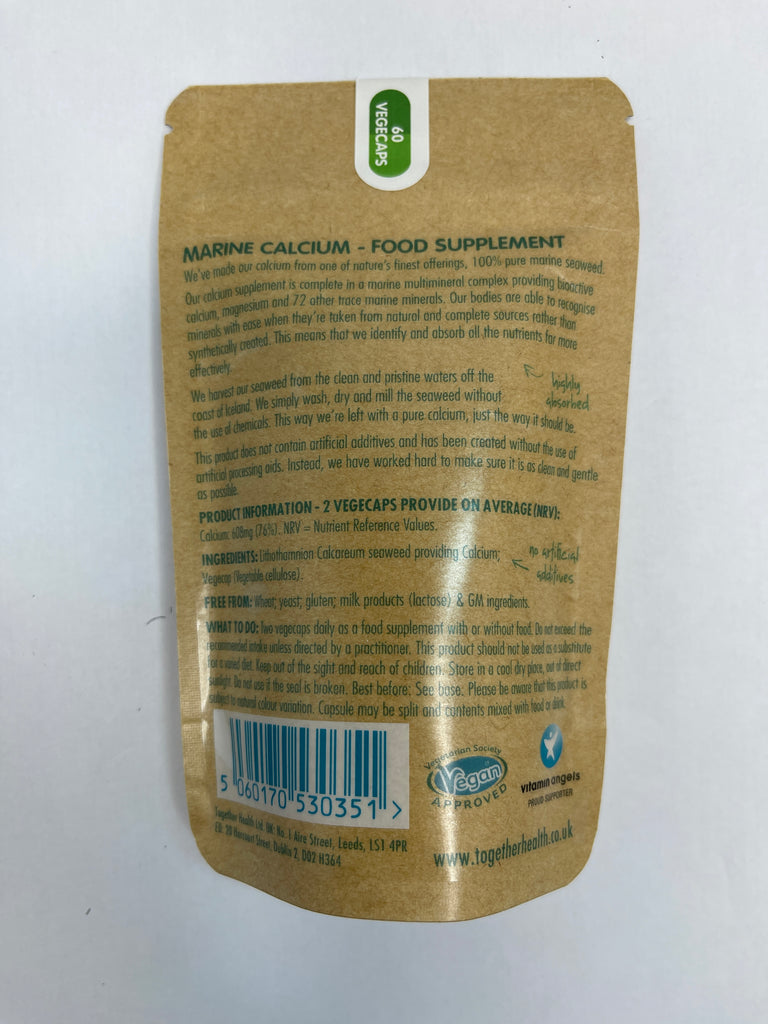 60
VEGECAPS
MARINE CALCIUM - FOOD SUPPLEMENT
We've made our calcium from one of nature's finest offerings, 100% pure marine seaweed.
Our calcium supplement is complete in a marine multimineral complex providing bioactive
calcium, magnesium and 72 other trace marine minerals. Our bodies are able to recognise
minerals with ease when they're taken from natural and complete sources rather than
synthetically created. This means that we identify and absorb all the nutrients far more
effectively.
highly
absorbed
We harvest our seaweed from the clean and pristine waters off the
coast of Iceland. We simply wash, dry and mill the seaweed without
the use of chemicals. This way we're left with a pure calcium, just the way it should be.
This product does not contain artificial additives and has been created without the use of
artificial processing aids. Instead, we have worked hard to make sure it is as clean and gentle
as possible.
PRODUCT INFORMATION - 2 VEGECAPS PROVIDE ON AVERAGE (NRV):
Calcium: 608mg (76%). NRV = Nutrient Reference Values.
INGREDIENTS: Lithothamnion Calcareum seaweed providing Calcium;
Vegecap (Vegetable cellulose).
no artificial
additives
FREE FROM: Wheat; yeast; gluten; milk products (lactose) & GM ingredients.
WHAT TO DO: Two vegecaps daily as a food supplement with or without food. Do not exceed the
recommended intake unless directed by a practitioner. This product should not be used as a substitute
for a varied diet. Keep out of the sight and reach of children. Store in a cool dry place, out of direct
sunlight. Do not use if the seal is broken. Best before: See base. Please be aware that this product is
subject to natural colour variation. Capsule may be split and contents mixed with food or drink.
5 060170 530351 >
Vegetarian Society
Vegan
APPROVED
vitamin angels
PROUD SUPPORTER
Together Health Ltd. UK: No. 1 Aire Street, Leeds, LS1 4PR
EU: 20 Harcourt Street, Dublin 2, D02 H364
www.togetherhealth.co.uk